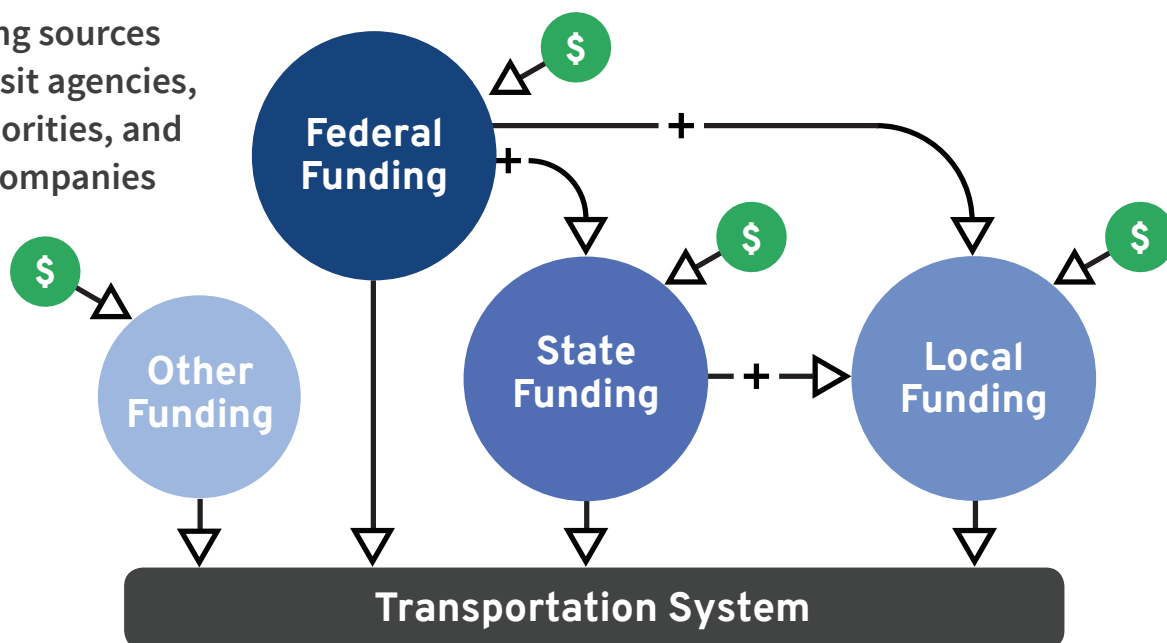 ng sources
sit agencies,
orities, and
ompanies
$
Federal
Funding
+
+
$
$
$
Other
Funding
State
Funding
+
Local
Funding
Transportation System